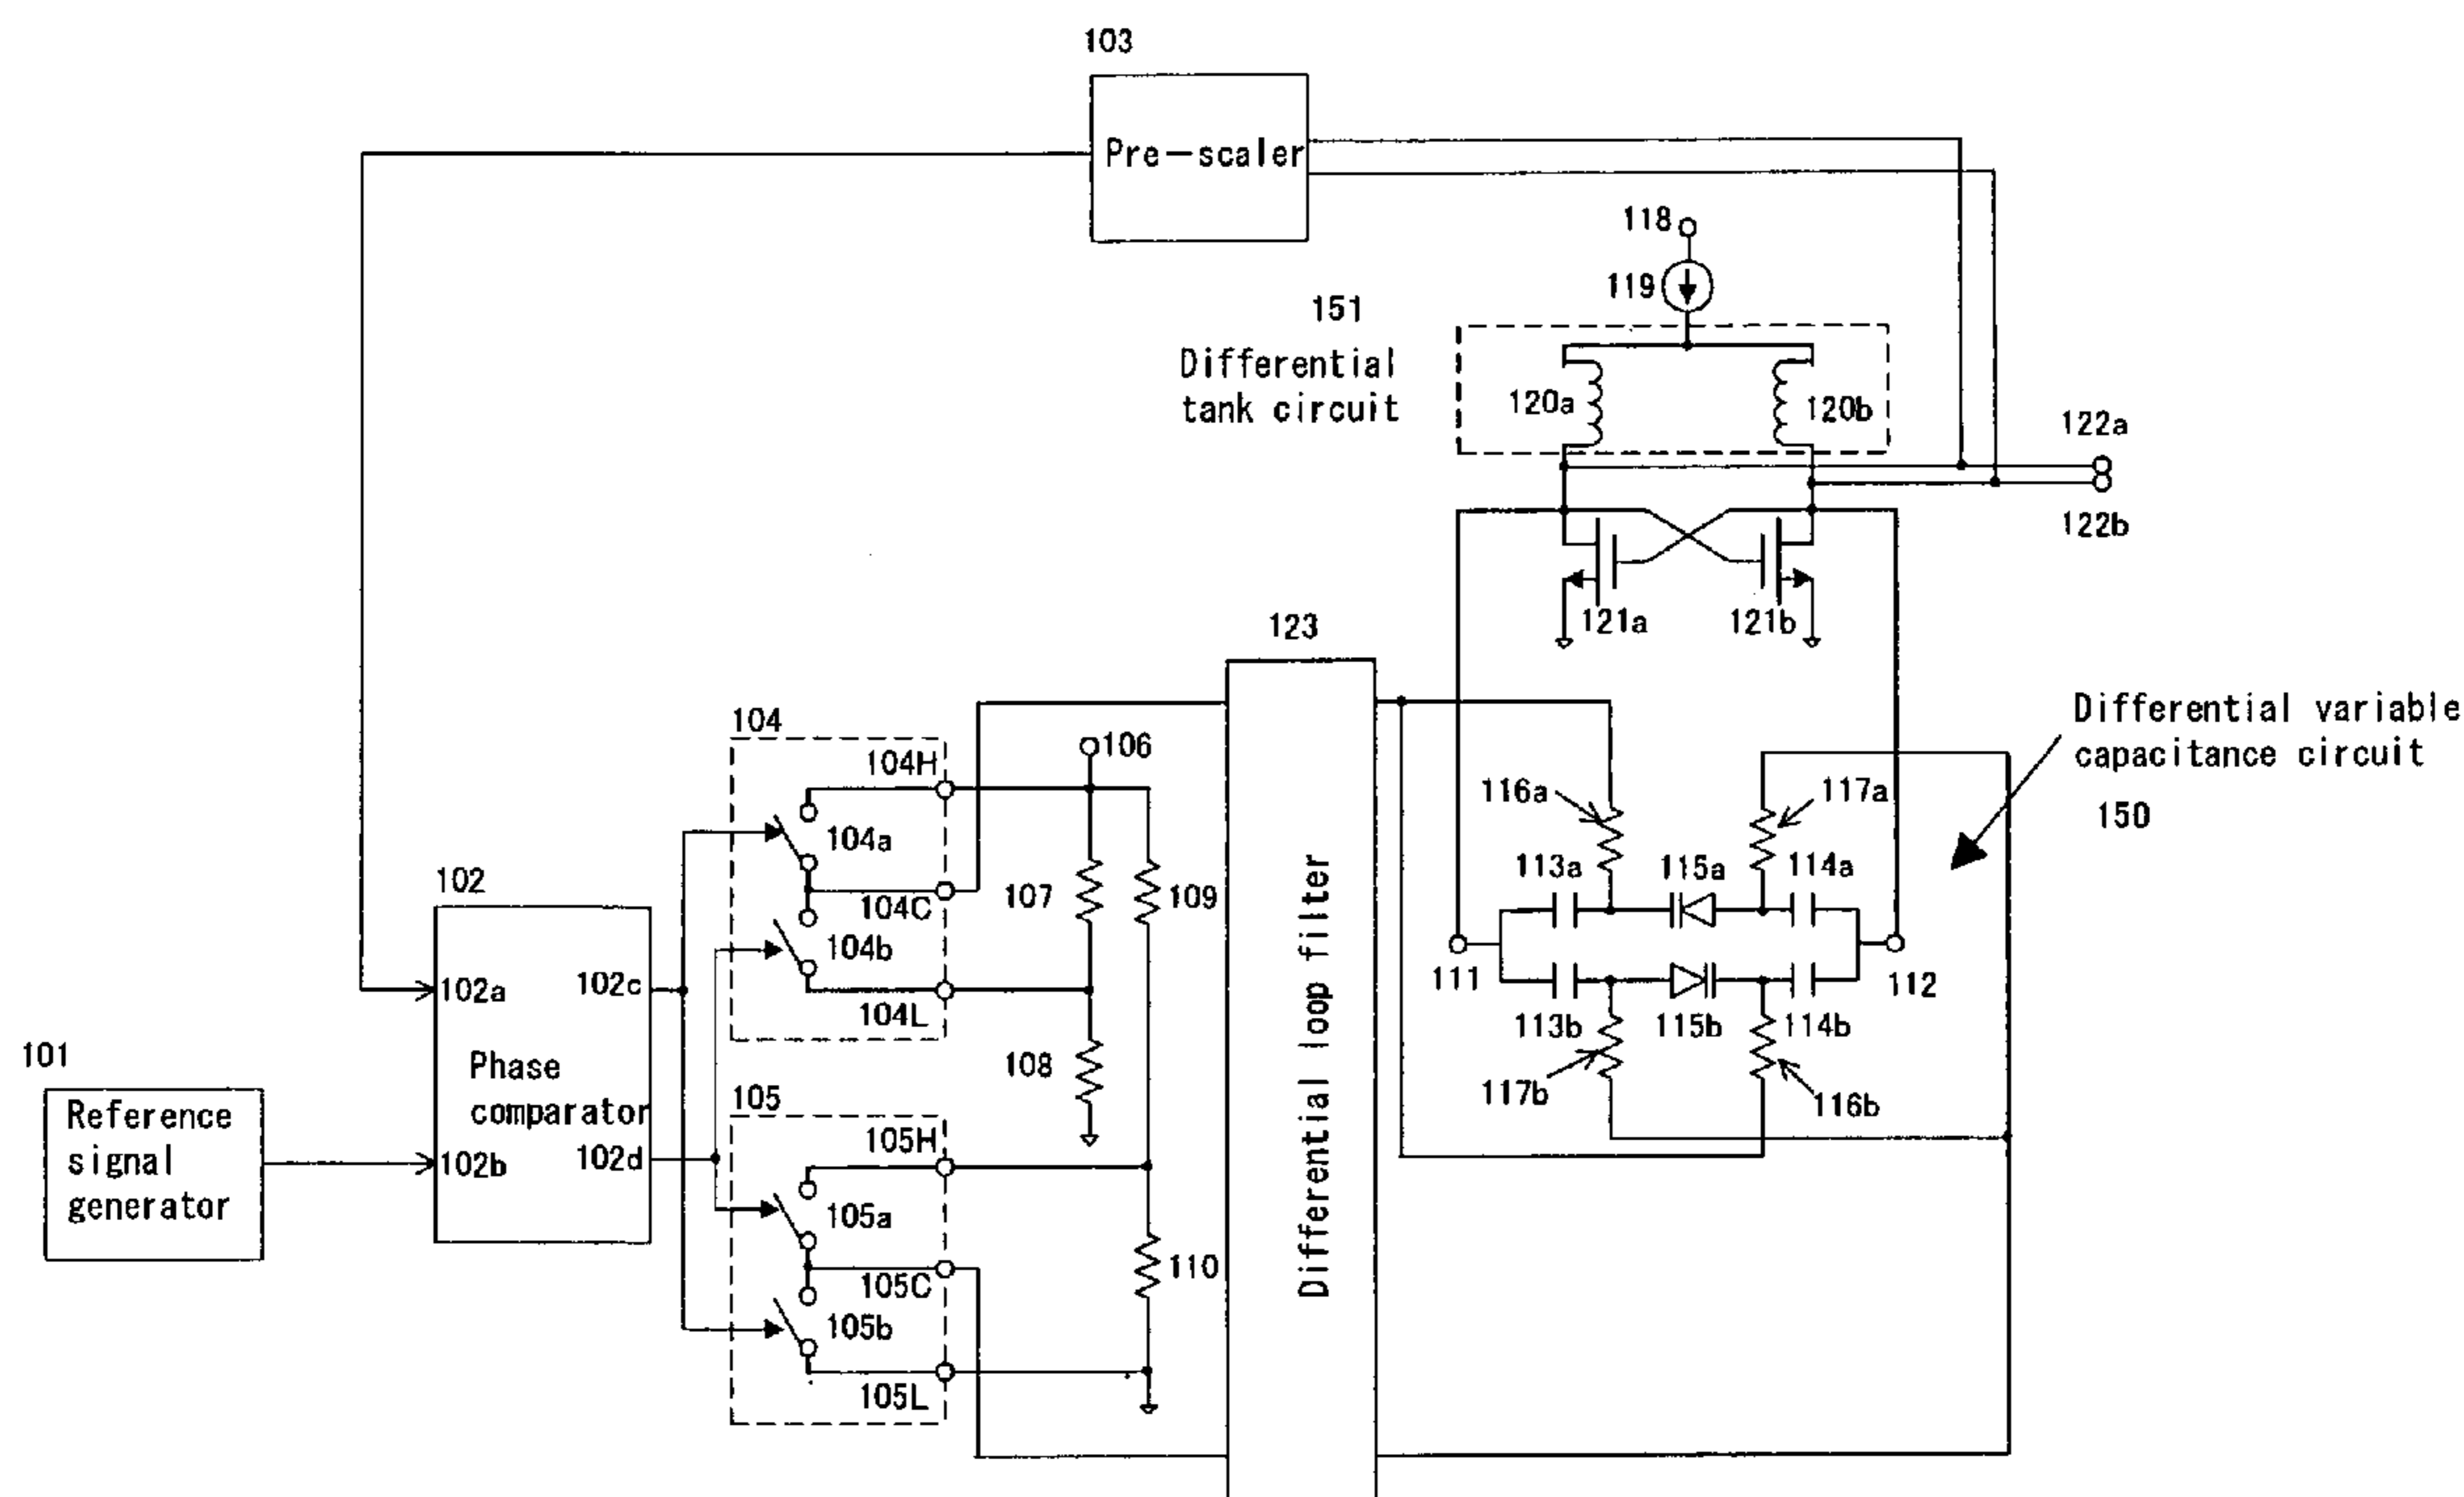 103
Pre-scaler
118
119
151
Differential
tank circuit
120a
120b
122a
122b
121a
121b
123
Differential loop filter
Differential variable
capacitance circuit
150
104
104H
106
104a
104C
107
109
104b
104L
108
116a
117a
113a
115a
114a
111
112
113b
115b
114b
117b
116b
102
102a
102c
Phase
comparator
102b
102d
101
Reference
signal
generator
105
105H
105a
105C
110
105b
105L